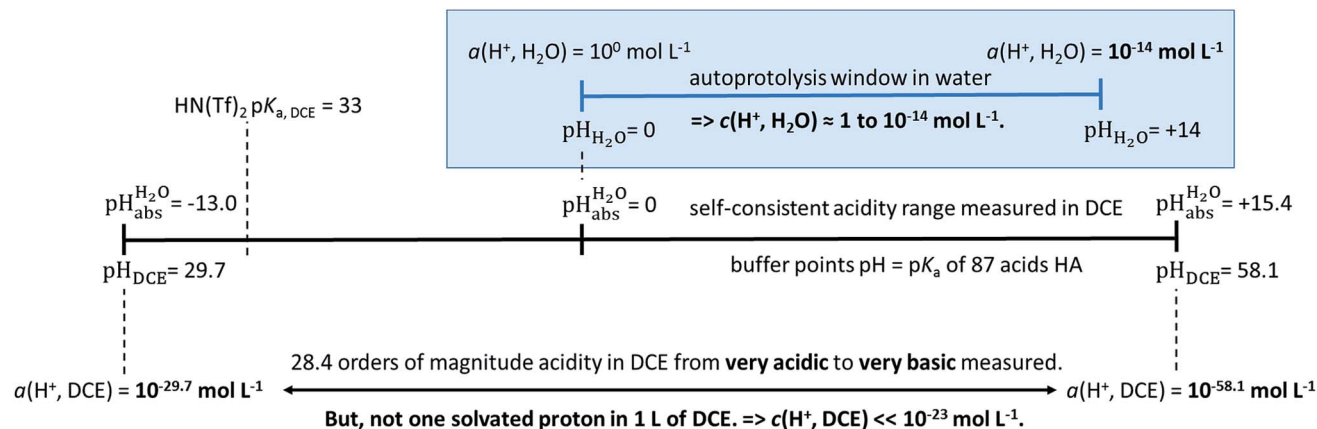 a(H⁺, H₂O) = 10⁰ mol L⁻¹
a(H⁺, H₂O) = 10⁻¹⁴ mol L⁻¹
autoprotolysis window in water
=> c(H⁺, H₂O) ≈ 1 to 10⁻¹⁴ mol L⁻¹.
pH_H₂O = 0
pH_H₂O = +14
HN(Tf)₂ pKₐ, DCE = 33
pH_abs^H₂O = -13.0
pH_abs^H₂O = 0
self-consistent acidity range measured in DCE
pH_abs^H₂O = +15.4
pH_DCE = 29.7
buffer points pH = pKₐ of 87 acids HA
pH_DCE = 58.1
28.4 orders of magnitude acidity in DCE from very acidic to very basic measured.
a(H⁺, DCE) = 10⁻²⁹·⁷ mol L⁻¹
a(H⁺, DCE) = 10⁻⁵⁸·¹ mol L⁻¹
But, not one solvated proton in 1 L of DCE. => c(H⁺, DCE) << 10⁻²³ mol L⁻¹.